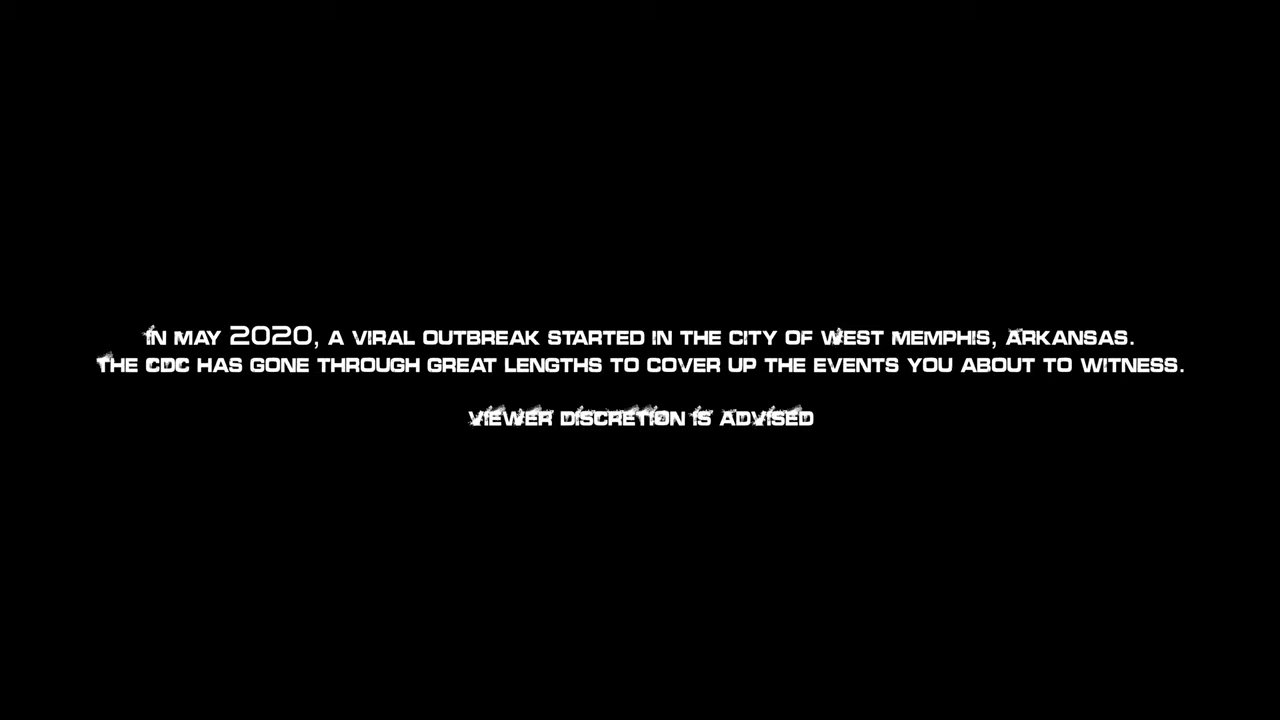 IN MAY 2020, A VIRAL OUTBREAK STARTED IN THE CITY OF WEST MEMPHIS, ARKANSAS.
THE CDC HAS GONE THROUGH GREAT LENGTHS TO COVER UP THE EVENTS YOU ABOUT TO WITNESS.
VIEWER DISCRETION IS ADVISED